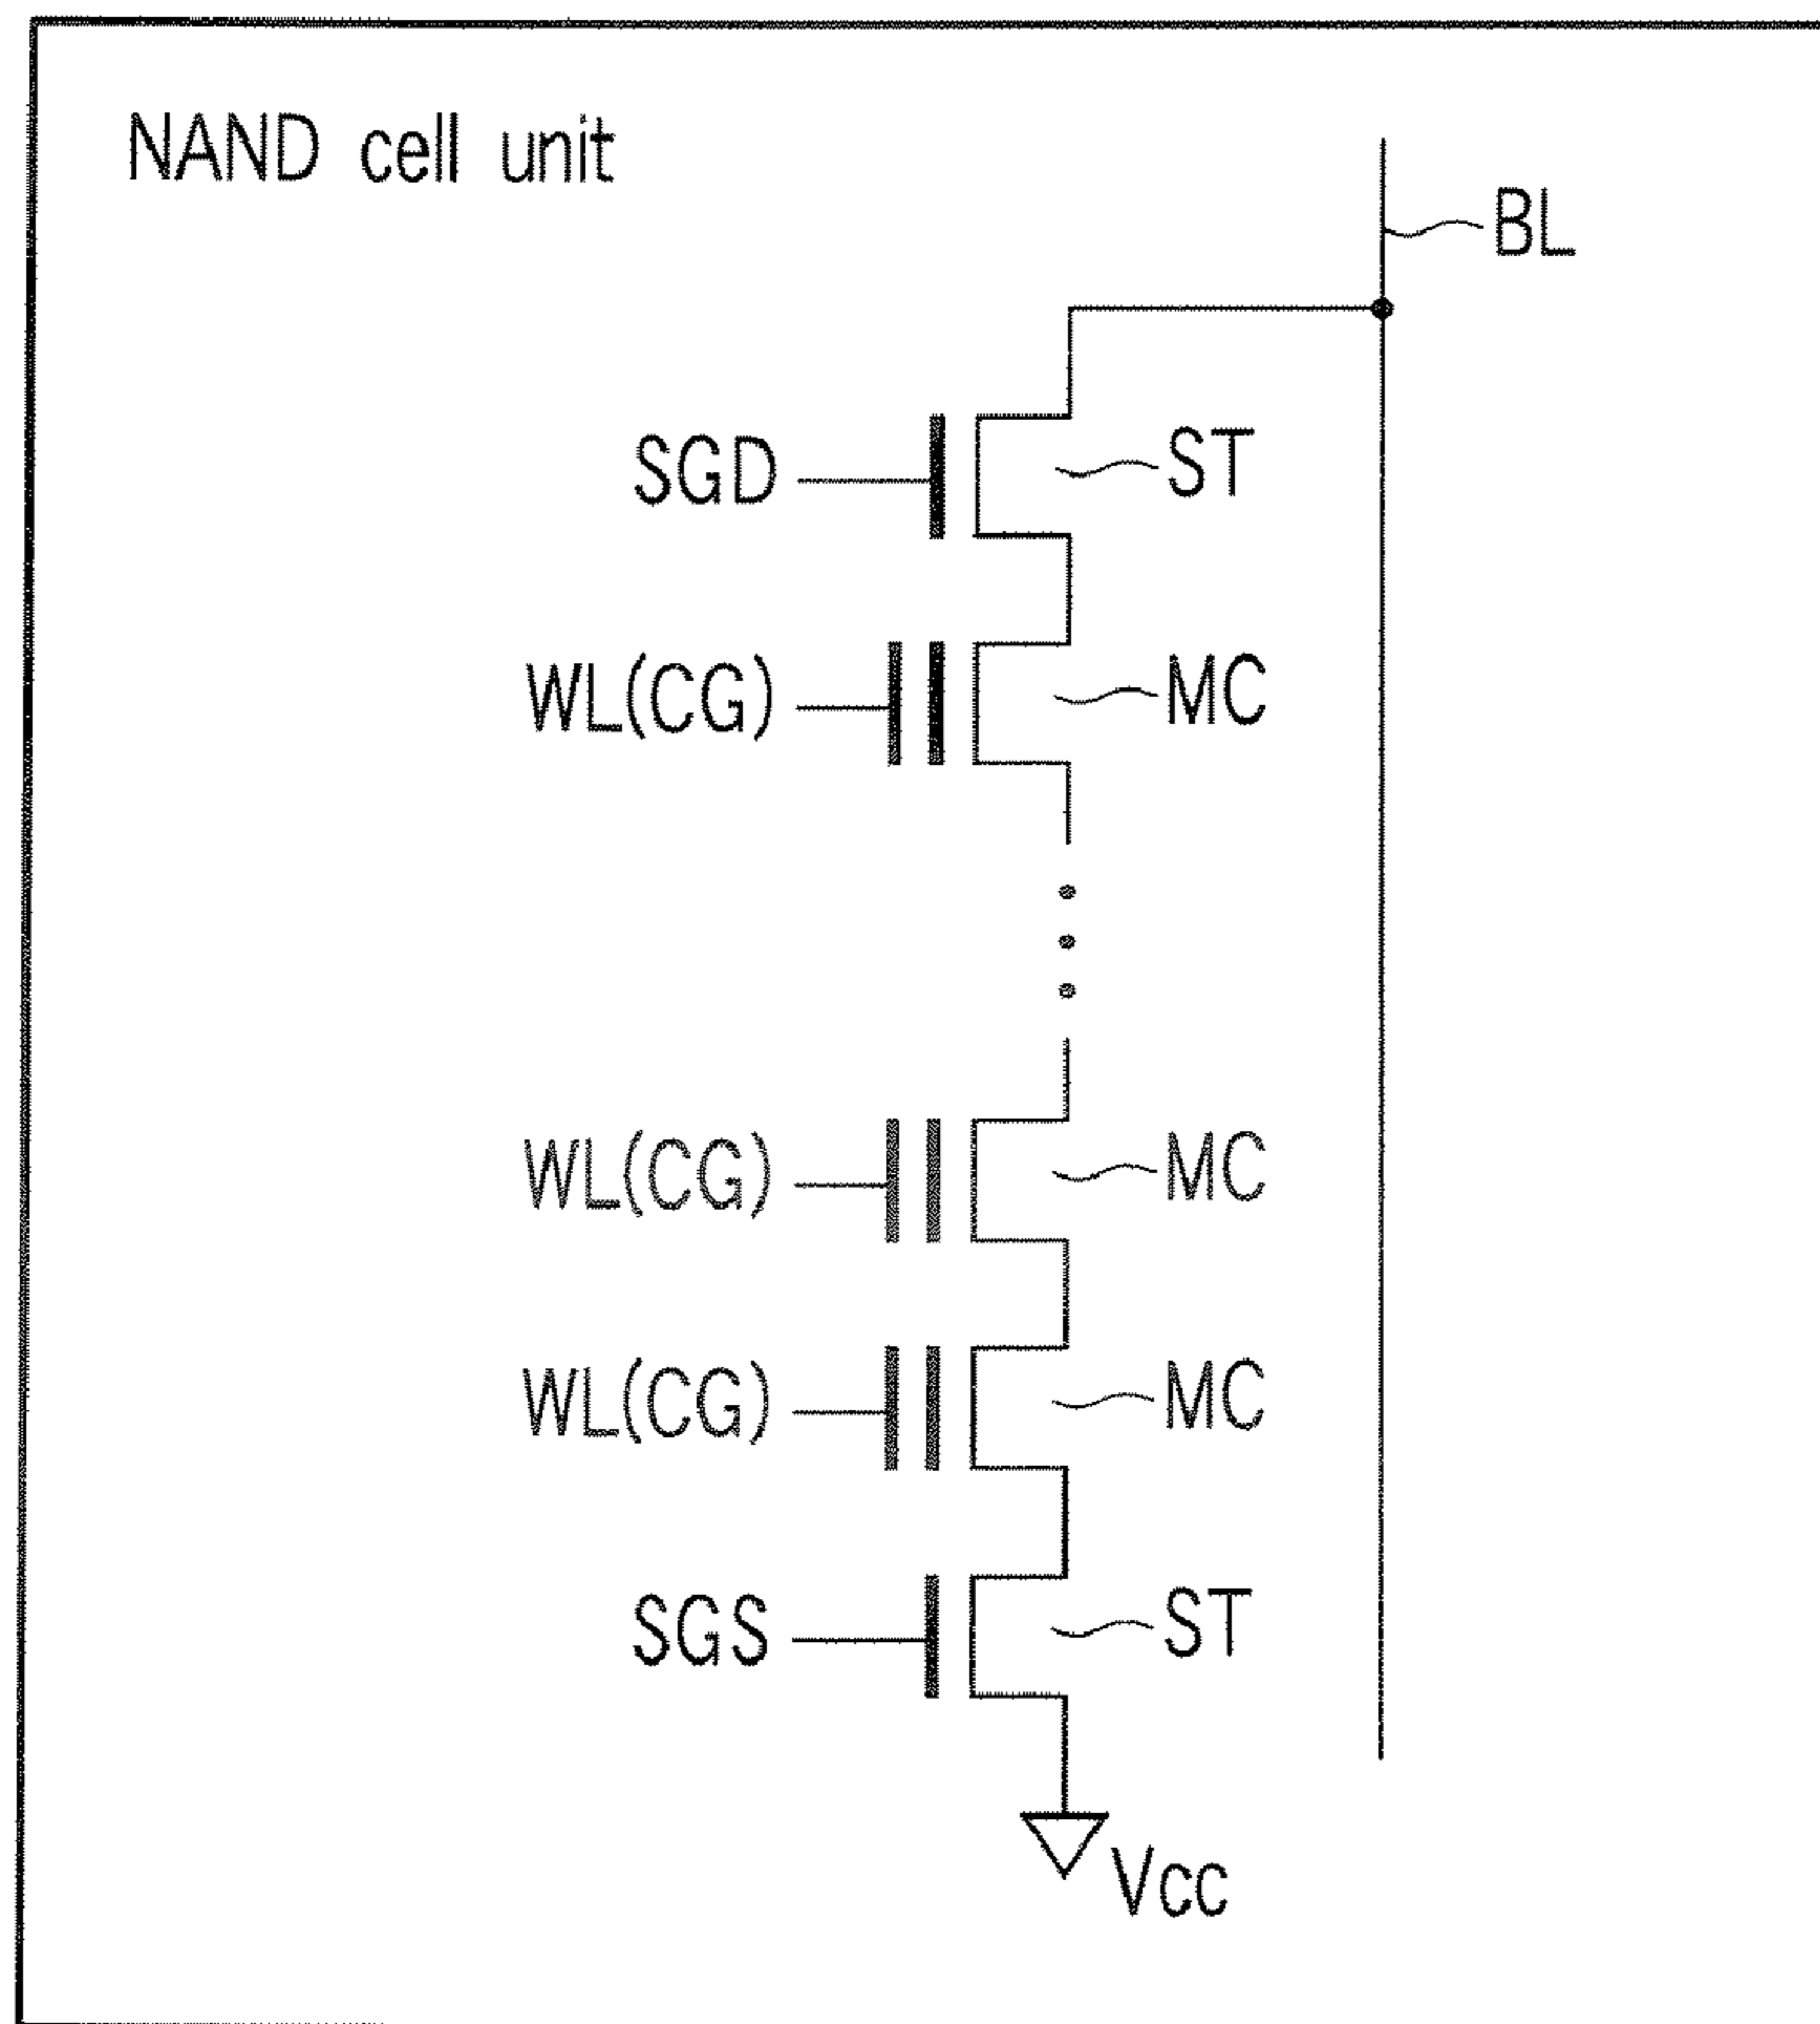 NAND cell unit
BL
SGD ST
WL(CG) MC
WL(CG) MC
WL(CG) MC
SGS ST
Vcc